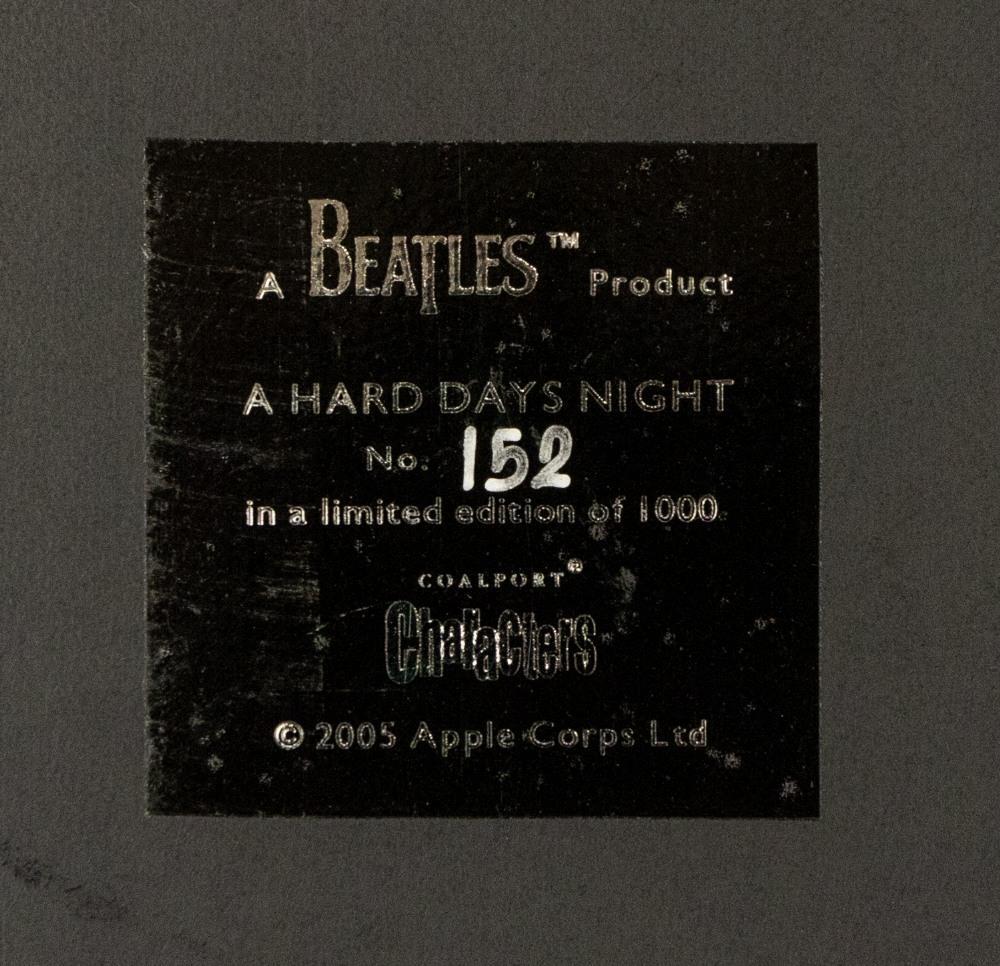 A BEATLES™ Product
A HARD DAYS NIGHT
No: 152
in a limited edition of 1000
COALPORT®
Characters
© 2005 Apple Corps Ltd